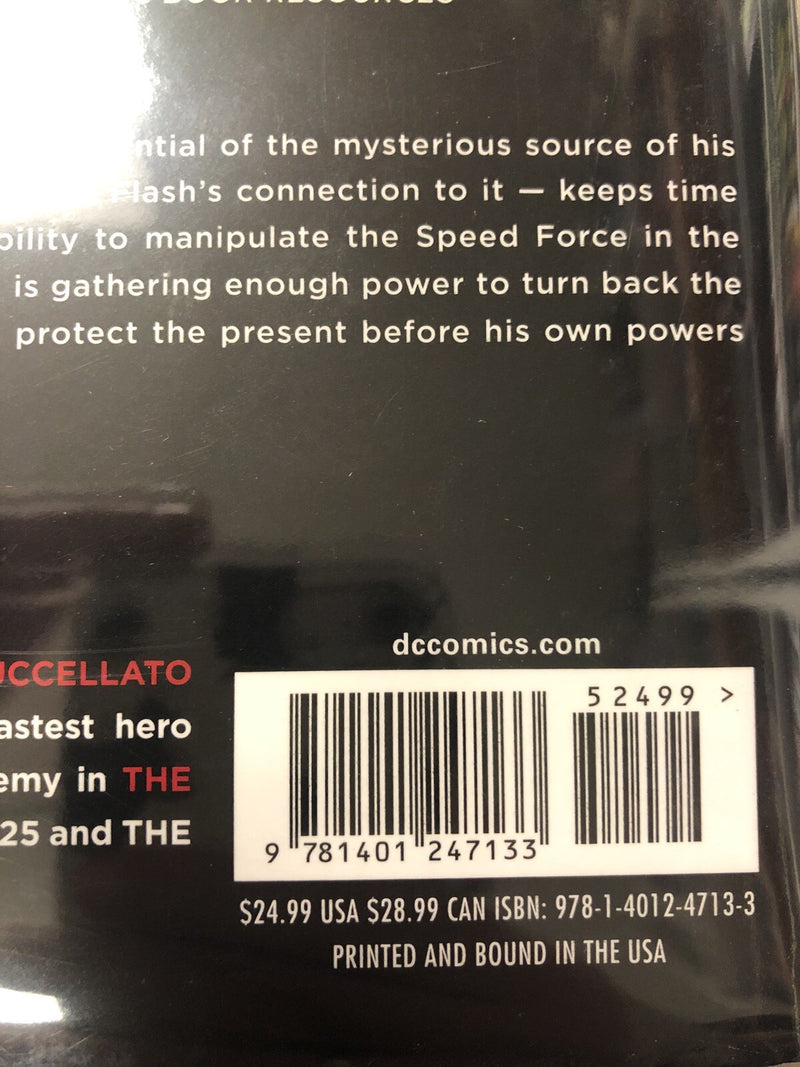 BOOK RESOURCES
ntial of the mysterious source of his
Flash's connection to it — keeps time
bility to manipulate the Speed Force in the
is gathering enough power to turn back the
protect the present before his own powers
dccomics.com
UCCELLATO
astest hero
emy in THE
25 and THE
52499 >
9 781401 247133
$24.99 USA $28.99 CAN ISBN: 978-1-4012-4713-3
PRINTED AND BOUND IN THE USA